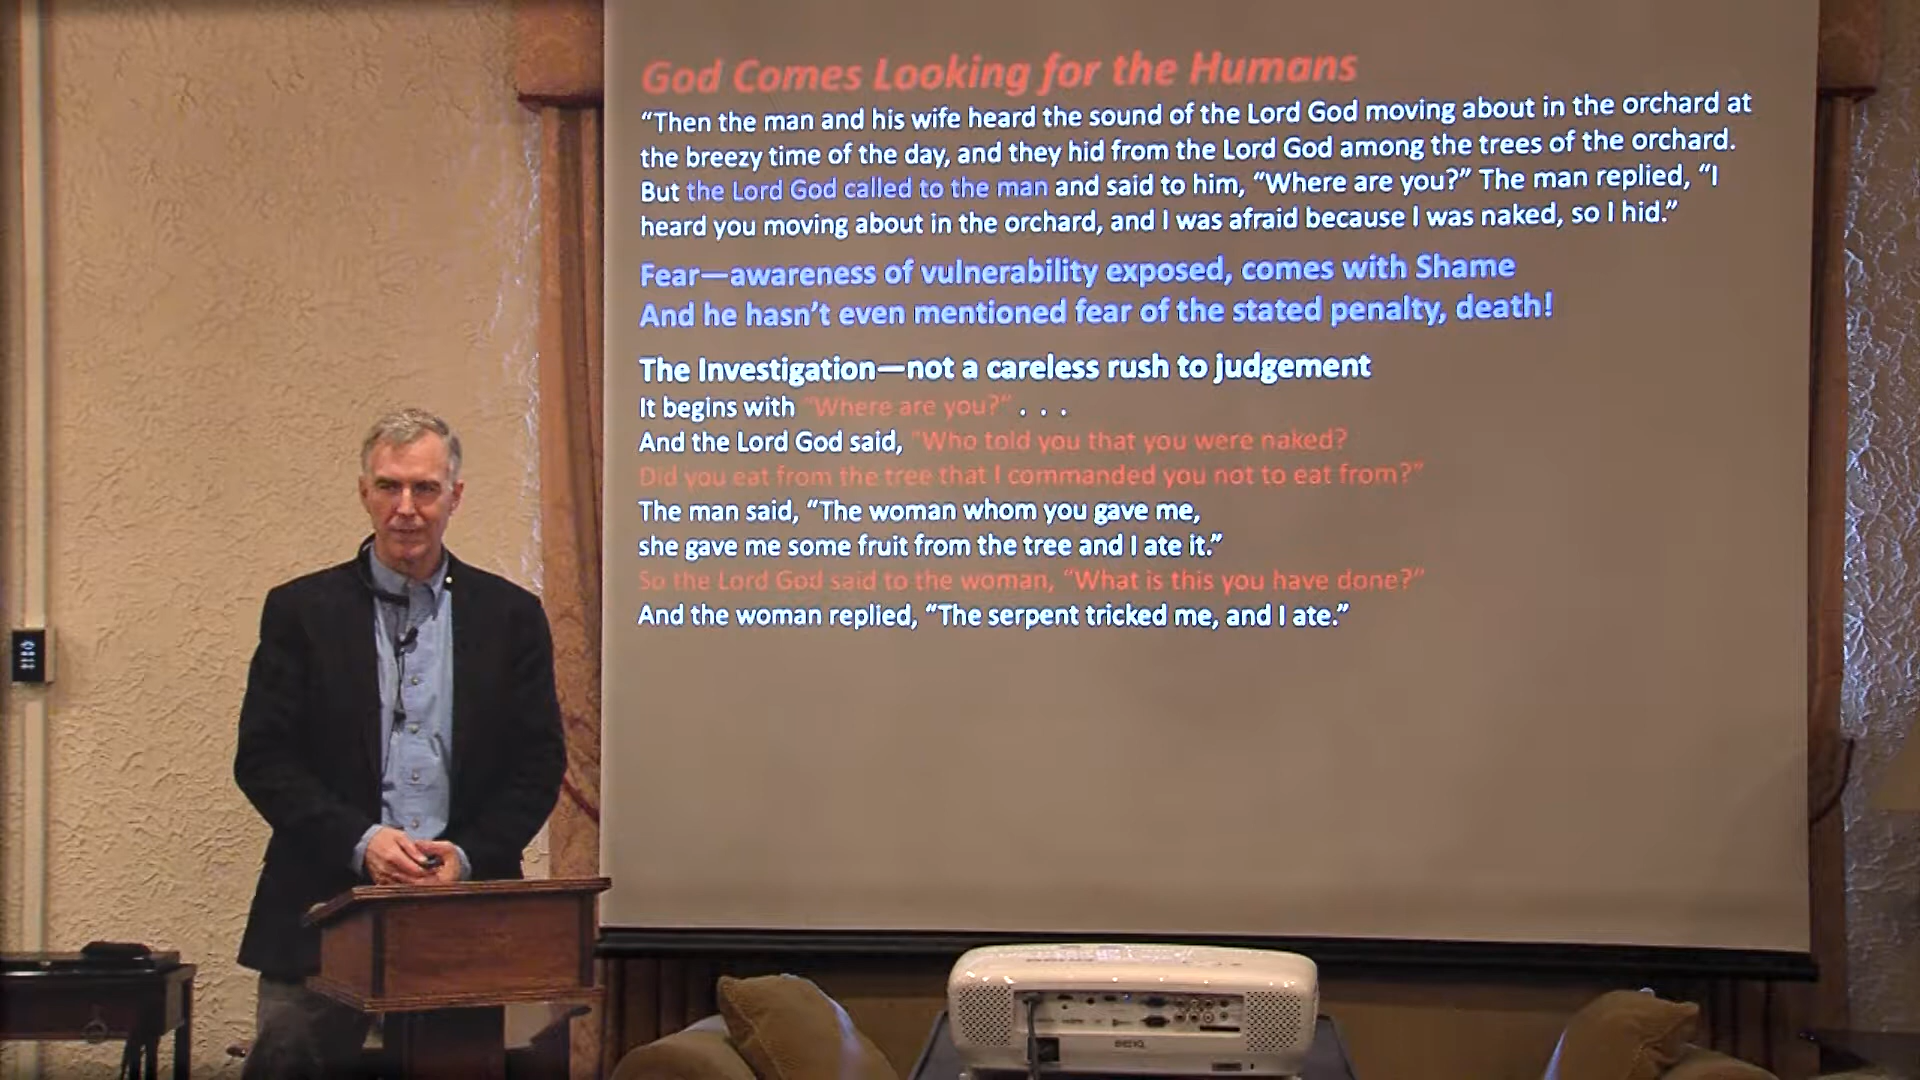 God Comes Looking for the Humans
“Then the man and his wife heard the sound of the Lord God moving about in the orchard at
the breezy time of the day, and they hid from the Lord God among the trees of the orchard.
But the Lord God called to the man and said to him, “Where are you?” The man replied, “I
heard you moving about in the orchard, and I was afraid because I was naked, so I hid.”
Fear—awareness of vulnerability exposed, comes with Shame
And he hasn’t even mentioned fear of the stated penalty, death!
The Investigation—not a careless rush to judgement
It begins with “Where are you?” . . .
And the Lord God said, “Who told you that you were naked?
Did you eat from the tree that I commanded you not to eat from?”
The man said, “The woman whom you gave me,
she gave me some fruit from the tree and I ate it.”
So the Lord God said to the woman, “What is this you have done?”
And the woman replied, “The serpent tricked me, and I ate.”
BENQ